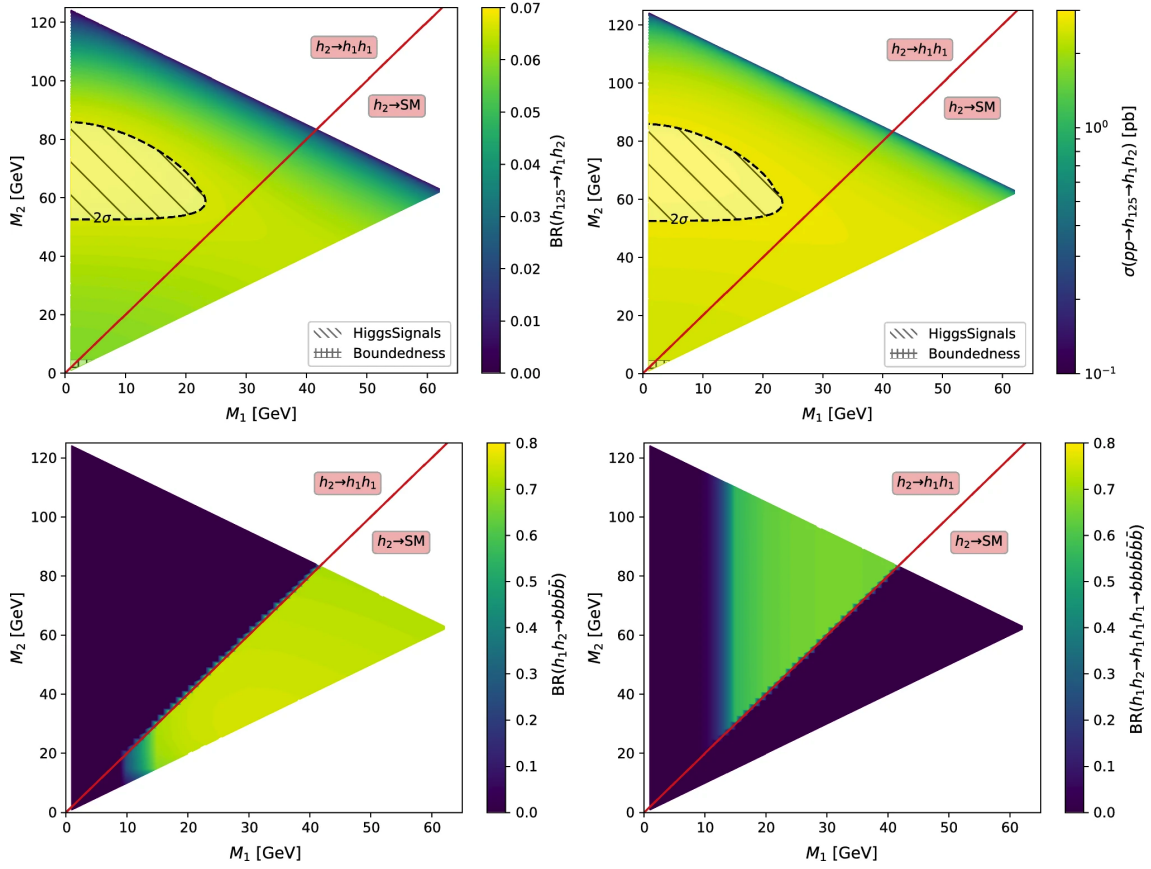 120
100
80
60
40
20
0
M₂ [GeV]
h₂→h₁h₁
h₂→SM
2σ
HiggsSignals
Boundedness
0 10 20 30 40 50 60
M₁ [GeV]
0.07
0.06
0.05
0.04
0.03
0.02
0.01
0.00
BR(h₁₂₅→h₁h₂)
120
100
80
60
40
20
0
M₂ [GeV]
h₂→h₁h₁
h₂→SM
2σ
HiggsSignals
Boundedness
0 10 20 30 40 50 60
M₁ [GeV]
10⁰
10⁻¹
σ(pp→h₁₂₅→h₁h₂) [pb]
120
100
80
60
40
20
0
M₂ [GeV]
h₂→h₁h₁
h₂→SM
0 10 20 30 40 50 60
M₁ [GeV]
0.8
0.7
0.6
0.5
0.4
0.3
0.2
0.1
0.0
BR(h₁h₂→bbb̄b̄)
120
100
80
60
40
20
0
M₂ [GeV]
h₂→h₁h₁
h₂→SM
0 10 20 30 40 50 60
M₁ [GeV]
0.8
0.7
0.6
0.5
0.4
0.3
0.2
0.1
0.0
BR(h₁h₂→h₁h₁h₁→bbbb̄b̄b̄)